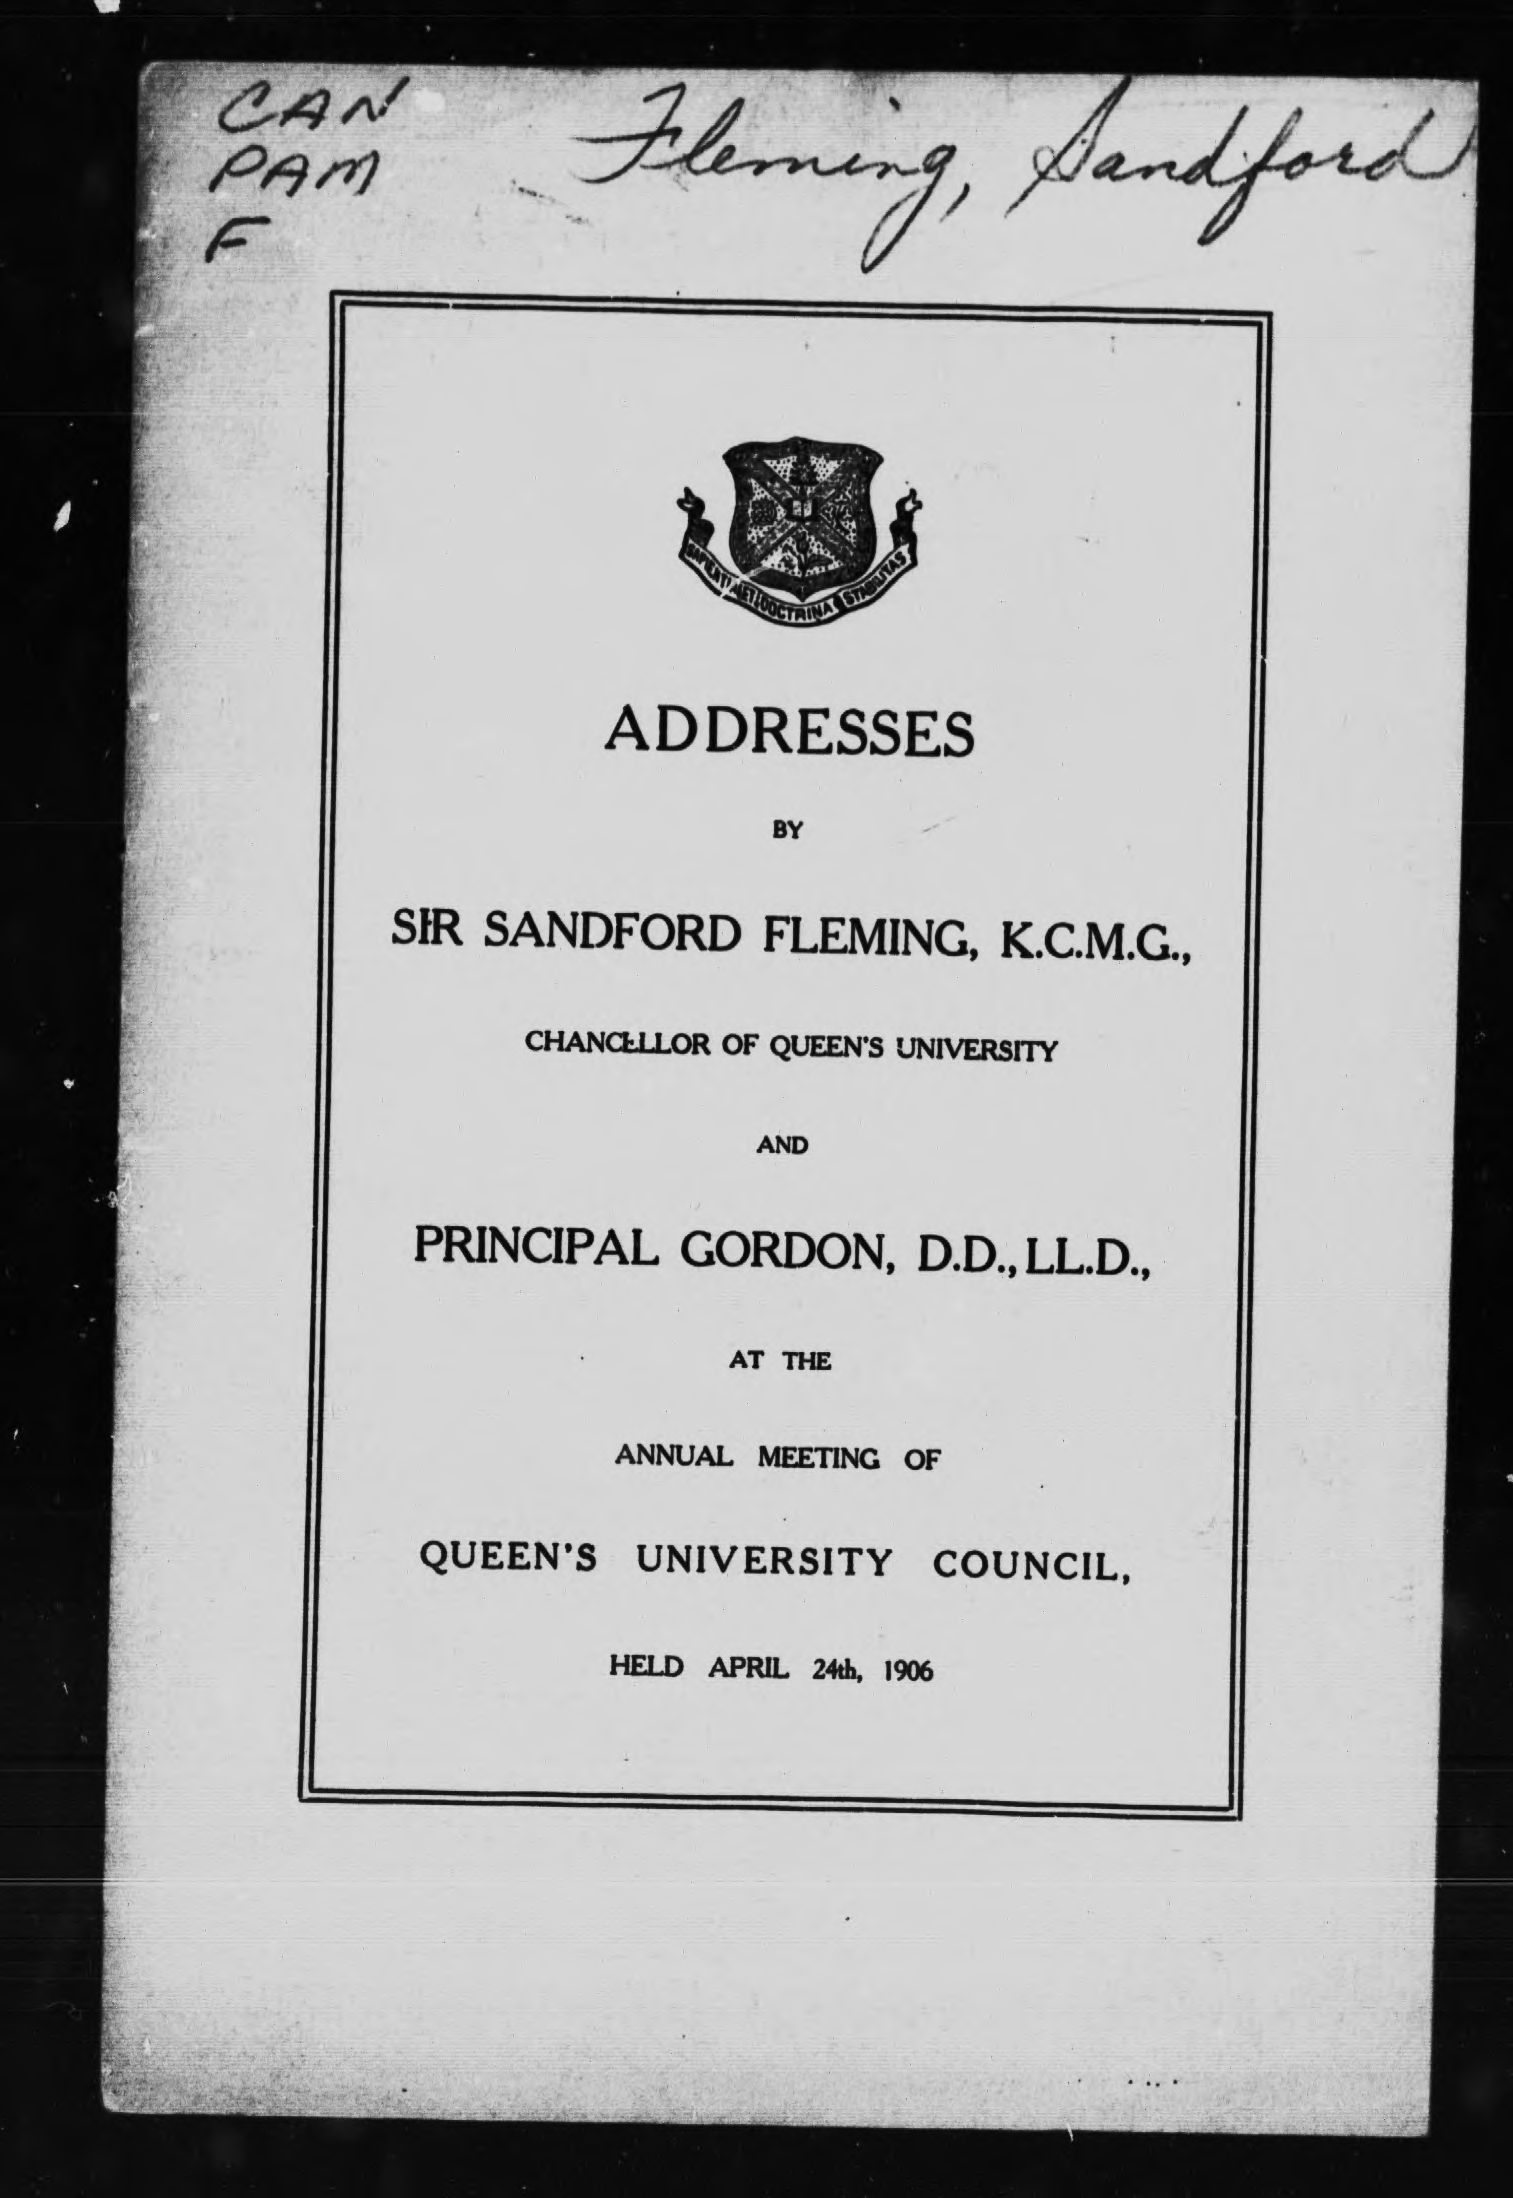 CAN
PAM
F
Fleming, Sandford
SAPIENTIA ET DOCTRINA STABILITAS
ADDRESSES
BY
SIR SANDFORD FLEMING, K.C.M.G.,
CHANCELLOR OF QUEEN'S UNIVERSITY
AND
PRINCIPAL GORDON, D.D., LL.D.,
AT THE
ANNUAL MEETING OF
QUEEN'S UNIVERSITY COUNCIL,
HELD APRIL 24th, 1906